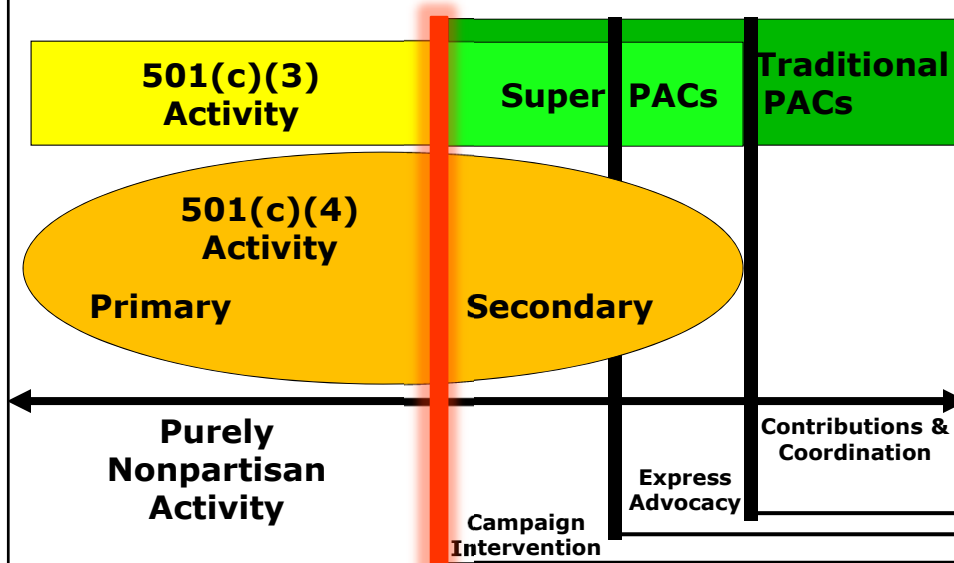 501(c)(3)
Activity
Super PACs
Traditional
PACs
501(c)(4)
Activity
Primary
Secondary
Purely
Nonpartisan
Activity
Contributions &
Coordination
Express
Advocacy
Campaign
Intervention